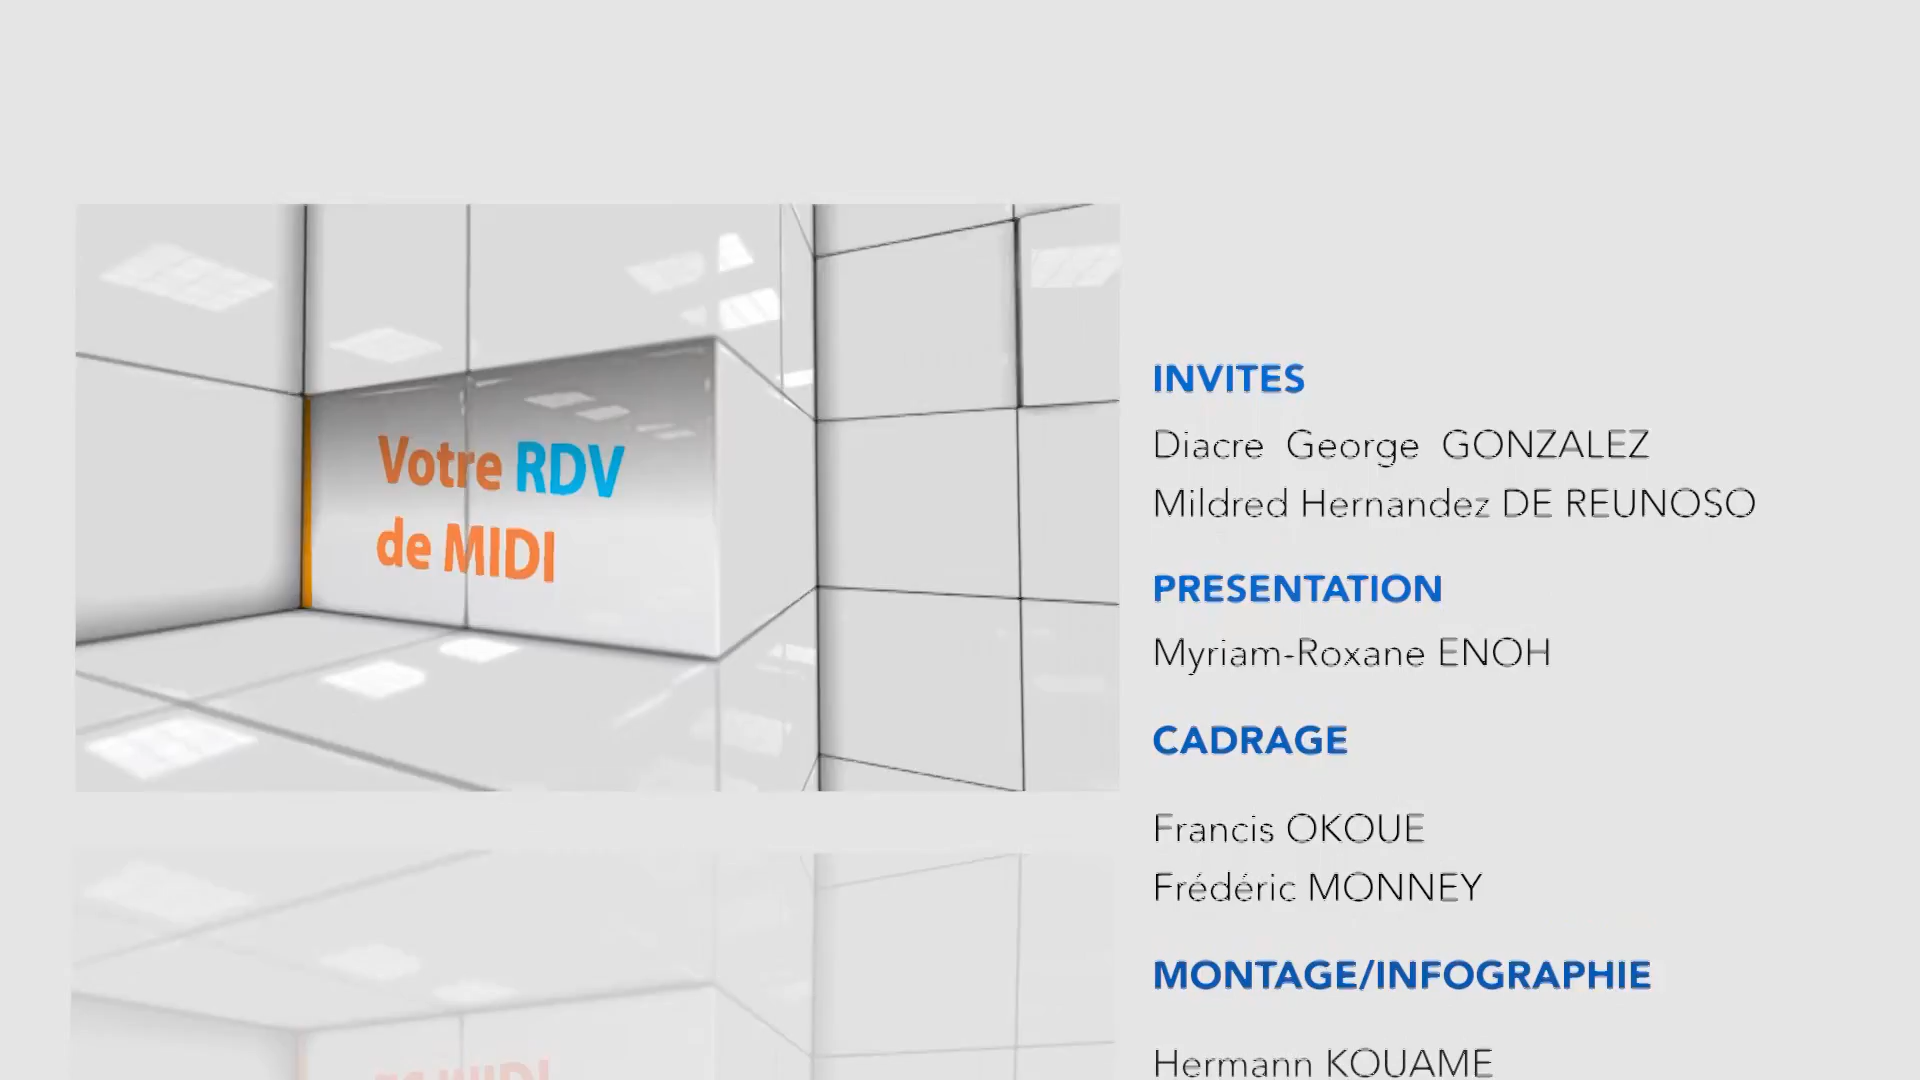 Votre RDV
de MIDI
INVITES
Diacre George GONZALEZ
Mildred Hernandez DE REUNOSO
PRESENTATION
Myriam-Roxane ENOH
CADRAGE
Francis OKOUE
Frédéric MONNEY
MONTAGE/INFOGRAPHIE
Hermann KOUAME